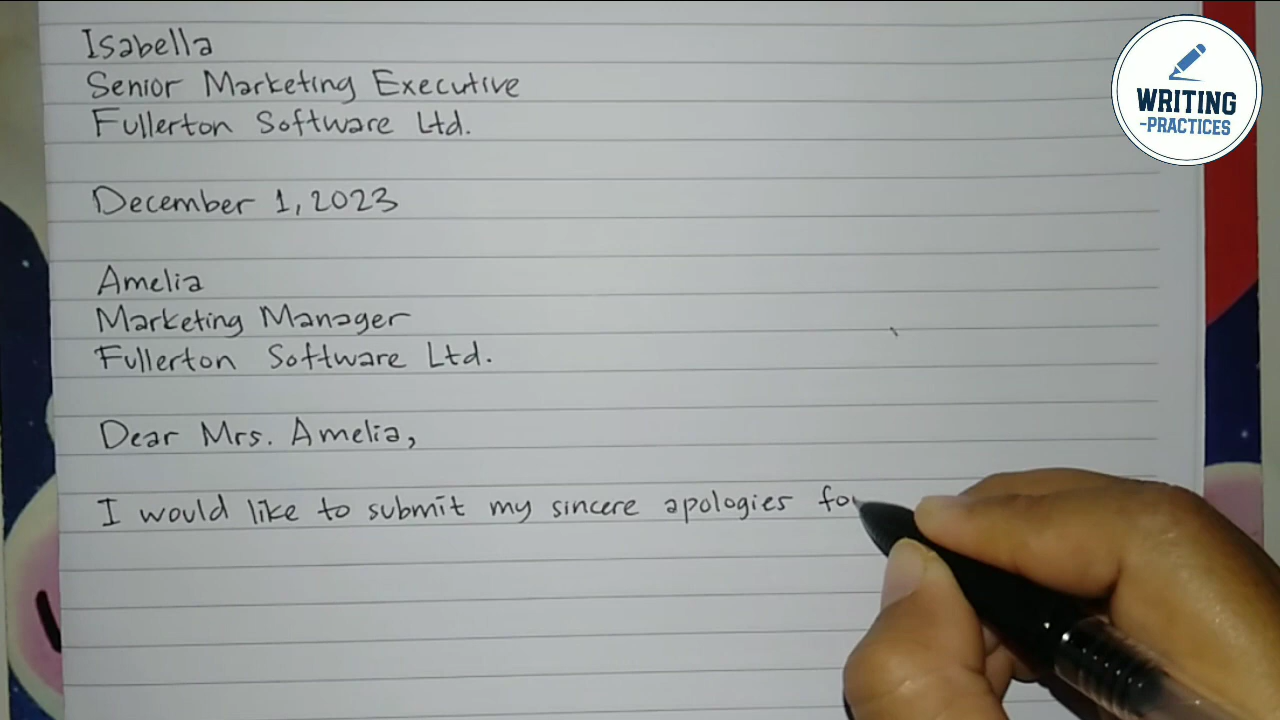 Isabella
Senior Marketing Executive
Fullerton Software Ltd.
December 1, 2023
Amelia
Marketing Manager
Fullerton Software Ltd.
Dear Mrs. Amelia,
I would like to submit my sincere apologies for
WRITING
-PRACTICES